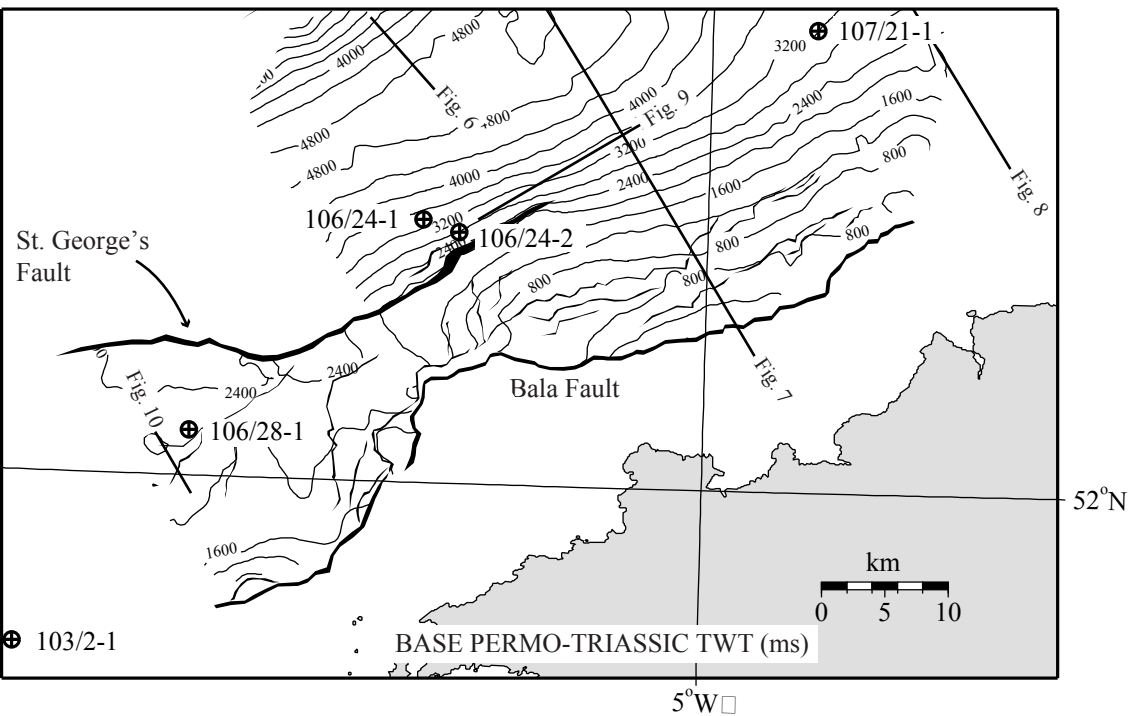 4800
107/21-1
3200
4000
Fig. 6
4000
2400
1600
4800
4800
Fig. 9
3200
800
4800
4000
2400
1600
Fig. 8
106/24-1
3200
2400
106/24-2
800
800
St. George’s
Fault
800
800
2400
Fig. 10
2400
Bala Fault
Fig. 7
106/28-1
52°N
1600
km
0 5 10
103/2-1
BASE PERMO-TRIASSIC TWT (ms)
5°W